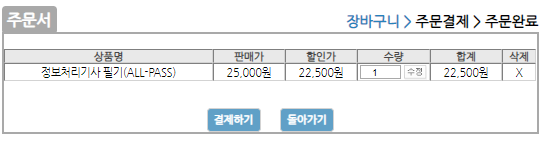 주문서
장바구니 > 주문결제 > 주문완료
상품명 판매가 할인가 수량 합계 삭제
정보처리기사 필기(ALL-PASS) 25,000원 22,500원 1 수정 22,500원 X
결제하기 돌아가기